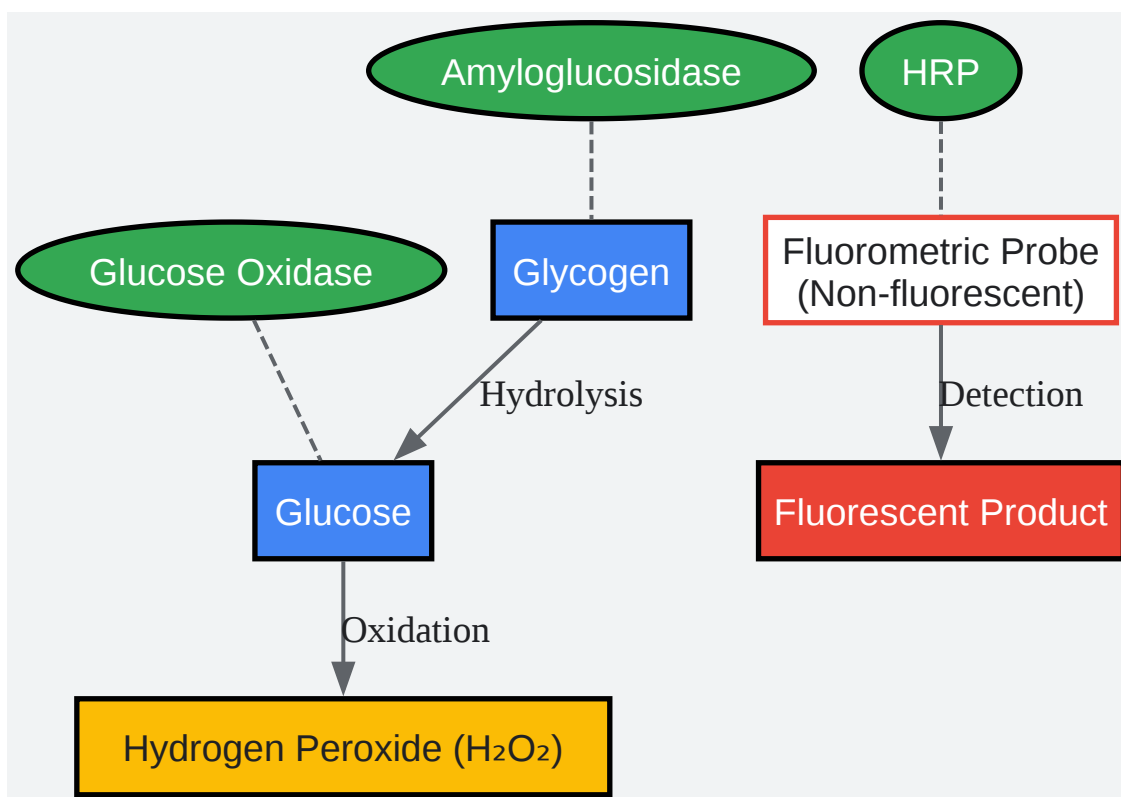 Amyloglucosidase
HRP
Glucose Oxidase
Glycogen
Fluorometric Probe
(Non-fluorescent)
Hydrolysis
Detection
Glucose
Fluorescent Product
Oxidation
Hydrogen Peroxide (H₂O₂)